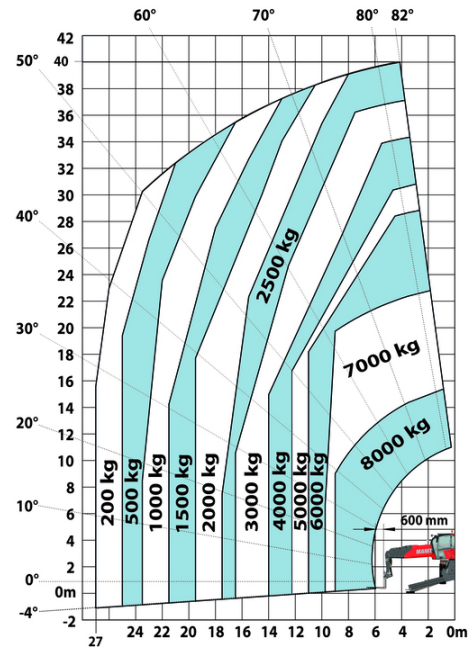 60° 70° 80° 82°
42
50° 40
38
36
34
32
30
40° 28
26
24
22
30° 20
18
16
14
20° 12
10
10° 8
6
4
2
0° 0m
-4° -2
2500 kg
7000 kg
8000 kg
200 kg
500 kg
1000 kg
1500 kg
2000 kg
3000 kg
4000 kg
5000 kg
6000 kg
600 mm
MANIT
27 24 22 20 18 16 14 12 10 8 6 4 2 0m